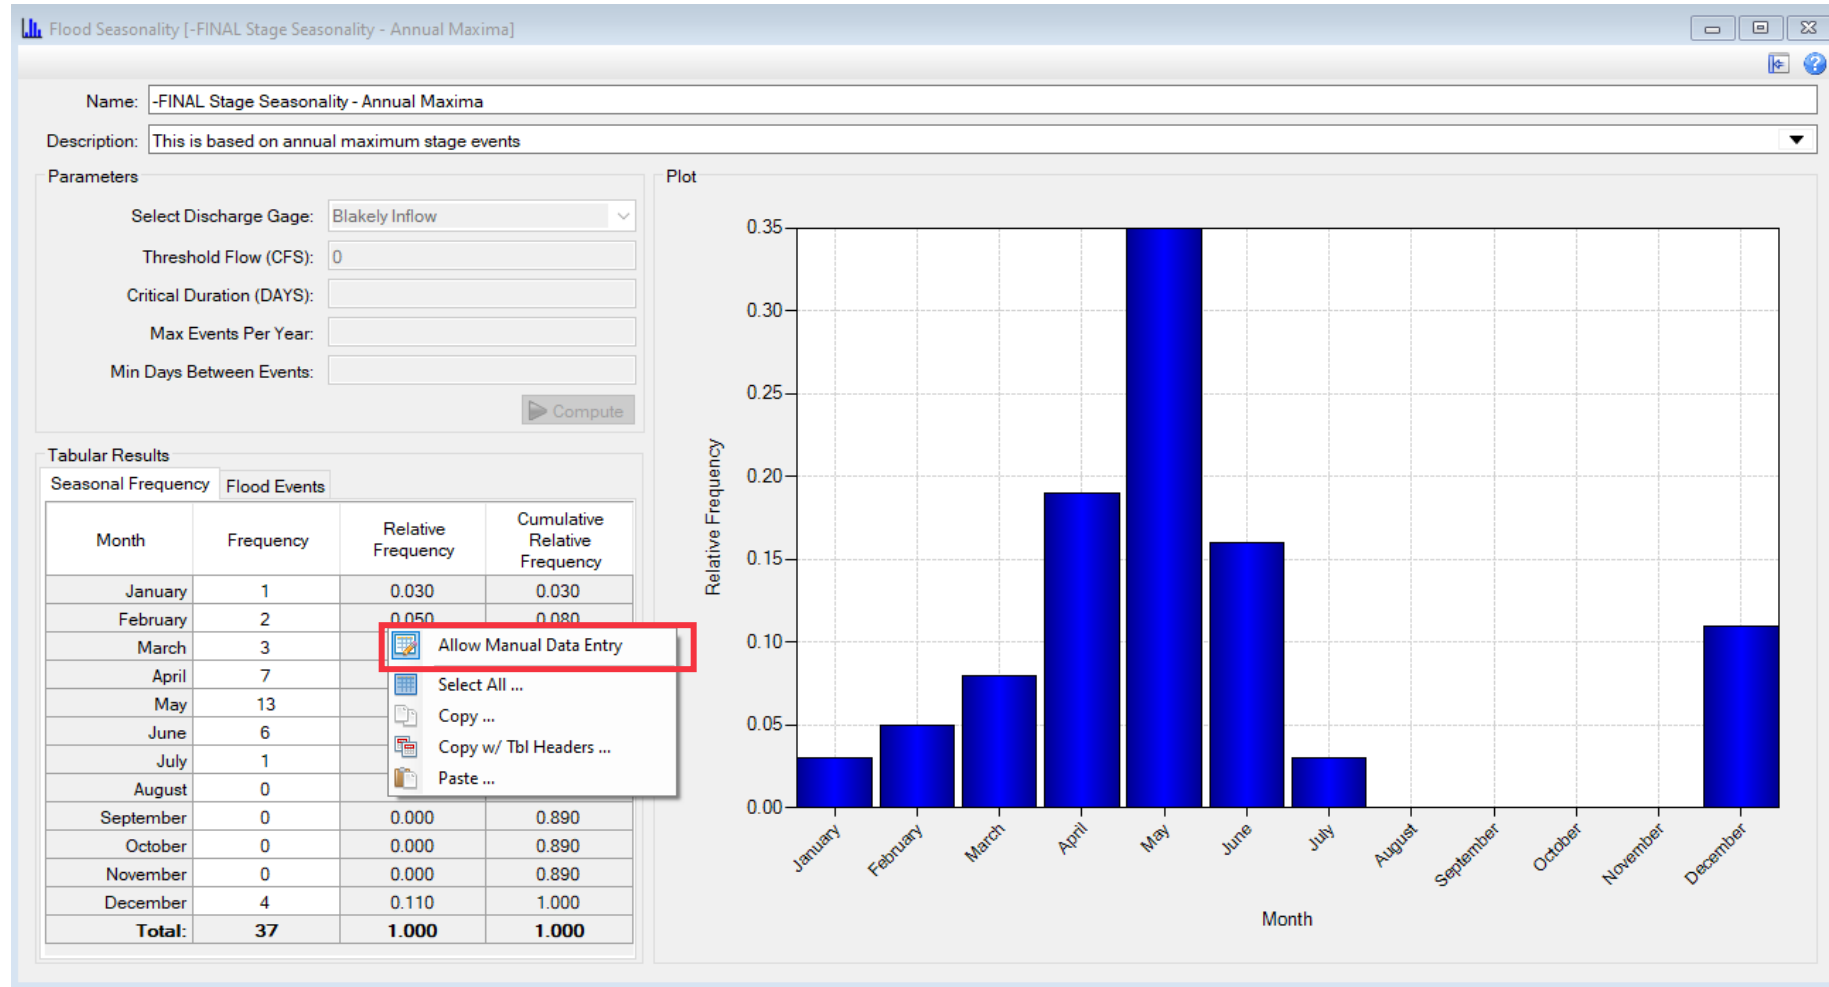 Flood Seasonality [-FINAL Stage Seasonality - Annual Maxima]
Name: -FINAL Stage Seasonality - Annual Maxima
Description: This is based on annual maximum stage events
Parameters
Select Discharge Gage: Blakely Inflow
Threshold Flow (CFS): 0
Critical Duration (DAYS):
Max Events Per Year:
Min Days Between Events:
Compute
Tabular Results
Seasonal Frequency Flood Events
Month Frequency Relative Frequency Cumulative Relative Frequency
January 1 0.030 0.030
February 2 0.050 0.080
March 3
April 7
May 13
June 6
July 1
August 0
September 0 0.000 0.890
October 0 0.000 0.890
November 0 0.000 0.890
December 4 0.110 1.000
Total: 37 1.000 1.000
Allow Manual Data Entry
Select All ...
Copy ...
Copy w/ Tbl Headers ...
Paste ...
Plot
Relative Frequency
0.35
0.30
0.25
0.20
0.15
0.10
0.05
0.00
January February March April May June July August September October November December
Month